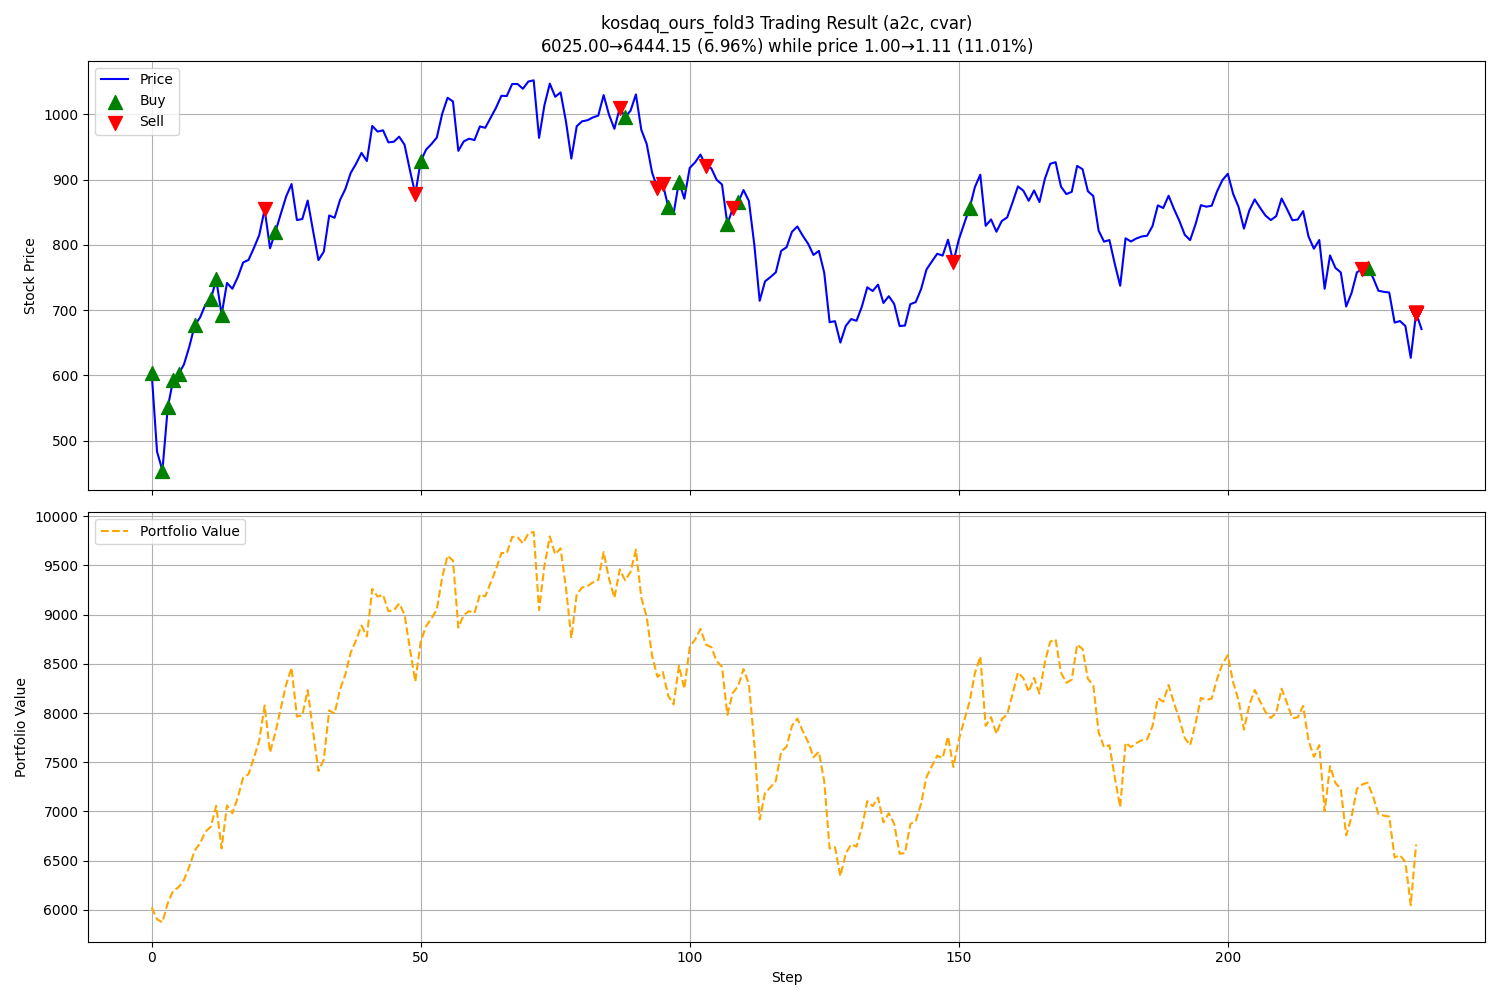 kosdaq_ours_fold3 Trading Result (a2c, cvar)
6025.00→6444.15 (6.96%) while price 1.00→1.11 (11.01%)
Price
Buy
Sell
Stock Price
1000
900
800
700
600
500
Portfolio Value
Portfolio Value
10000
9500
9000
8500
8000
7500
7000
6500
6000
0
50
100
150
200
Step